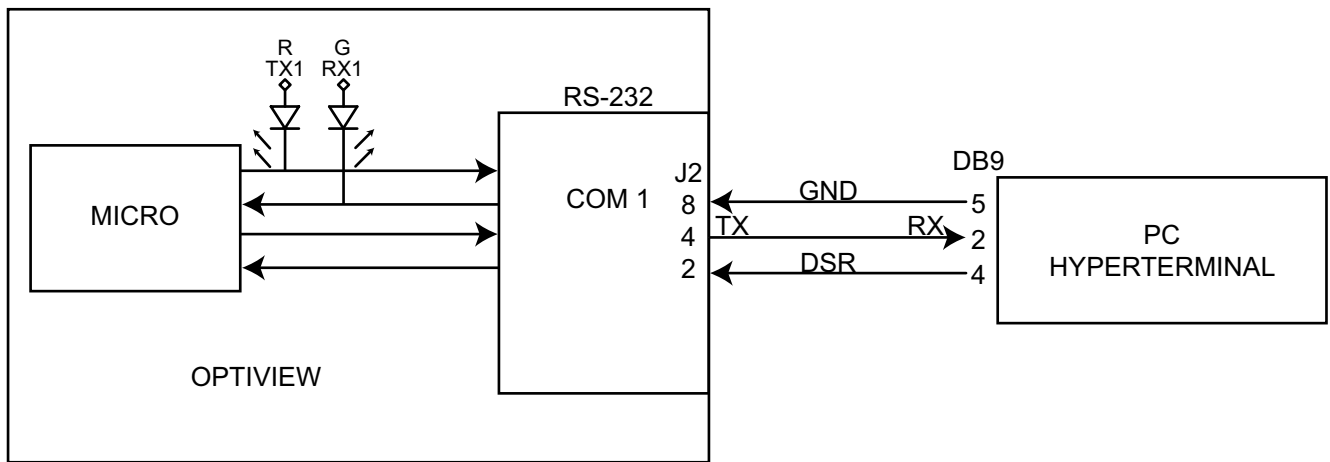 R G
TX1 RX1
RS-232
DB9
J2
MICRO
COM 1
8 GND 5
4 TX RX 2
2 DSR 4
PC
HYPERTERMINAL
OPTIVIEW